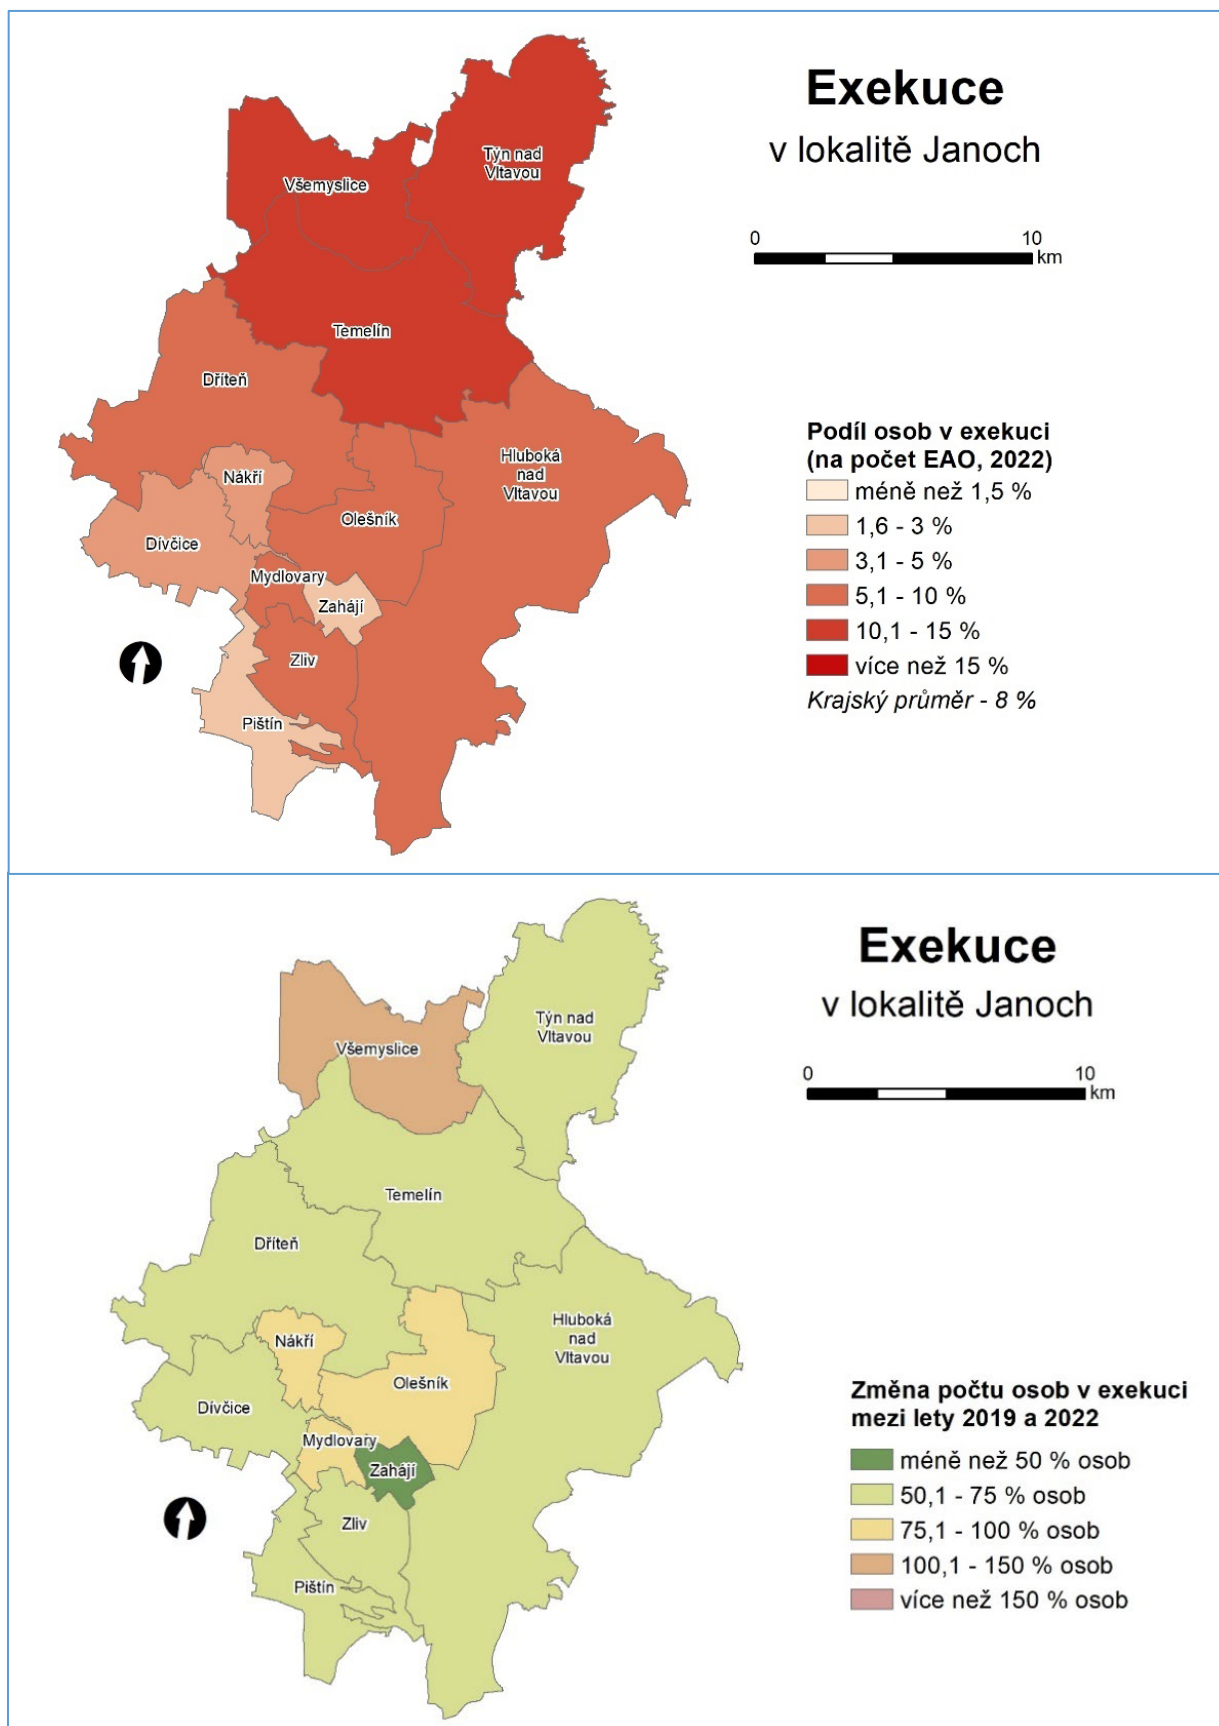 Exekuce
v lokalitě Janoch
0 10
km
Týn nad
Vltavou
Všemyslice
Temelín
Dříteň
Hluboká
nad
Vltavou
Nákří
Olešník
Dívčice
Mydlovary
Zahájí
Zliv
Pištín
Podíl osob v exekuci
(na počet EAO, 2022)
méně než 1,5 %
1,6 - 3 %
3,1 - 5 %
5,1 - 10 %
10,1 - 15 %
více než 15 %
Krajský průměr - 8 %
Exekuce
v lokalitě Janoch
0 10
km
Týn nad
Vltavou
Všemyslice
Temelín
Dříteň
Hluboká
nad
Vltavou
Nákří
Olešník
Dívčice
Mydlovary
Zahájí
Zliv
Pištín
Změna počtu osob v exekuci
mezi lety 2019 a 2022
méně než 50 % osob
50,1 - 75 % osob
75,1 - 100 % osob
100,1 - 150 % osob
více než 150 % osob